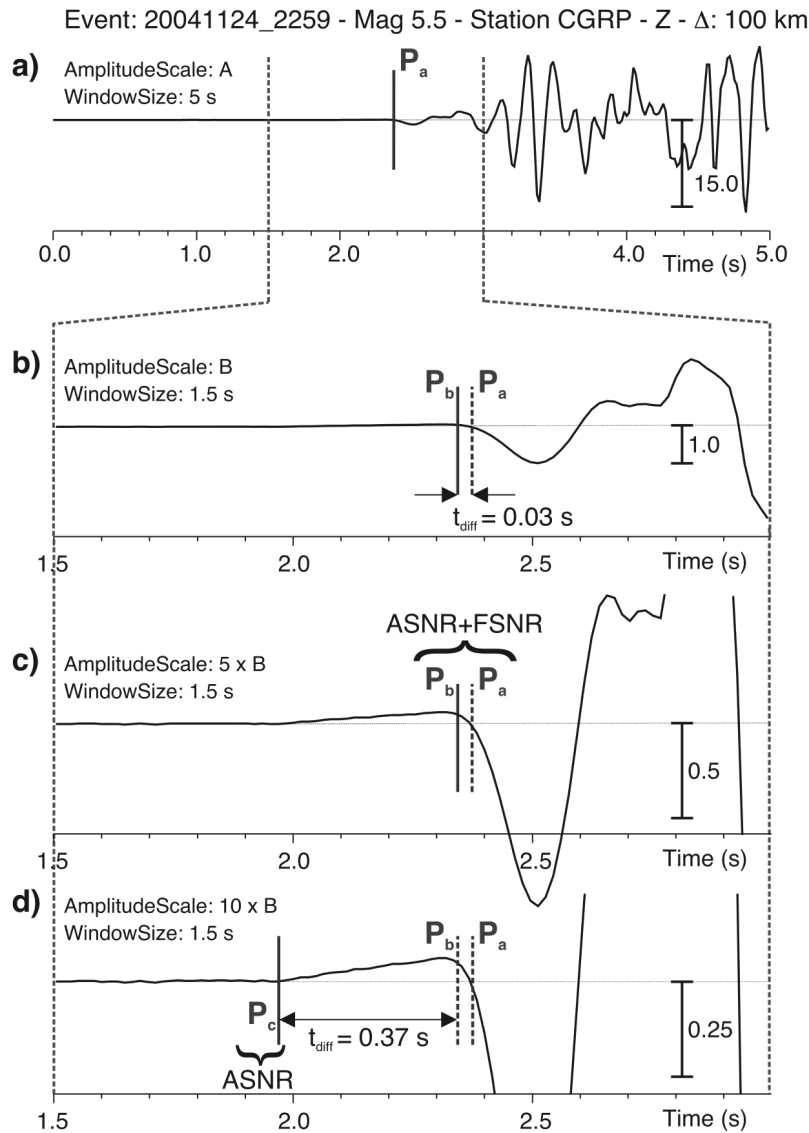 Event: 20041124_2259 - Mag 5.5 - Station CGRP - Z - Δ: 100 km
a)
AmplitudeScale: A
WindowSize: 5 s
Pa
15.0
0.0 1.0 2.0 4.0 5.0
Time (s)
b)
AmplitudeScale: B
WindowSize: 1.5 s
Pb Pa
1.0
tdiff = 0.03 s
1.5 2.0 2.5
Time (s)
ASNR+FSNR
c)
AmplitudeScale: 5 x B
WindowSize: 1.5 s
Pb Pa
0.5
1.5 2.0 2.5
Time (s)
d)
AmplitudeScale: 10 x B
WindowSize: 1.5 s
Pb Pa
Pc
tdiff = 0.37 s
0.25
ASNR
1.5 2.0 2.5
Time (s)